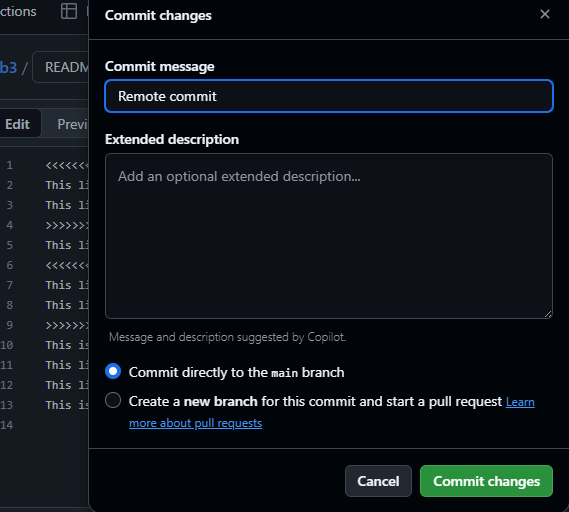 ctions
Commit changes
b3 / READM
Commit message
Remote commit
Edit Previ
Extended description
Add an optional extended description...
1 <<<<<<<
2 This li
3 This li
4 >>>>>>>
5 This li
6 <<<<<<<
7 This li
8 This li
9 >>>>>>>
10 This is
11 This li
12 This li
13 This is
14
Message and description suggested by Copilot.
Commit directly to the main branch
Create a new branch for this commit and start a pull request Learn
more about pull requests
Cancel Commit changes